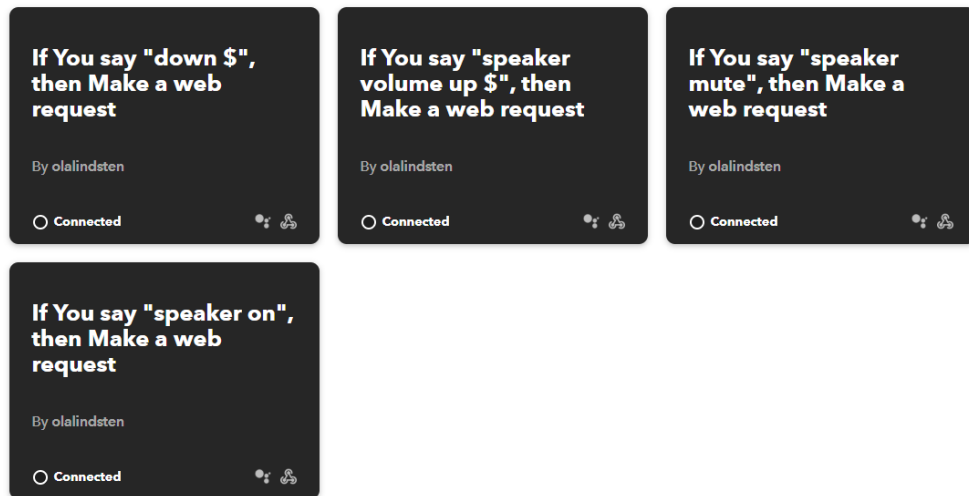 If You say "down $",
then Make a web
request
By olalindsten
Connected
If You say "speaker
volume up $", then
Make a web request
By olalindsten
Connected
If You say "speaker
mute", then Make a
web request
By olalindsten
Connected
If You say "speaker on",
then Make a web
request
By olalindsten
Connected